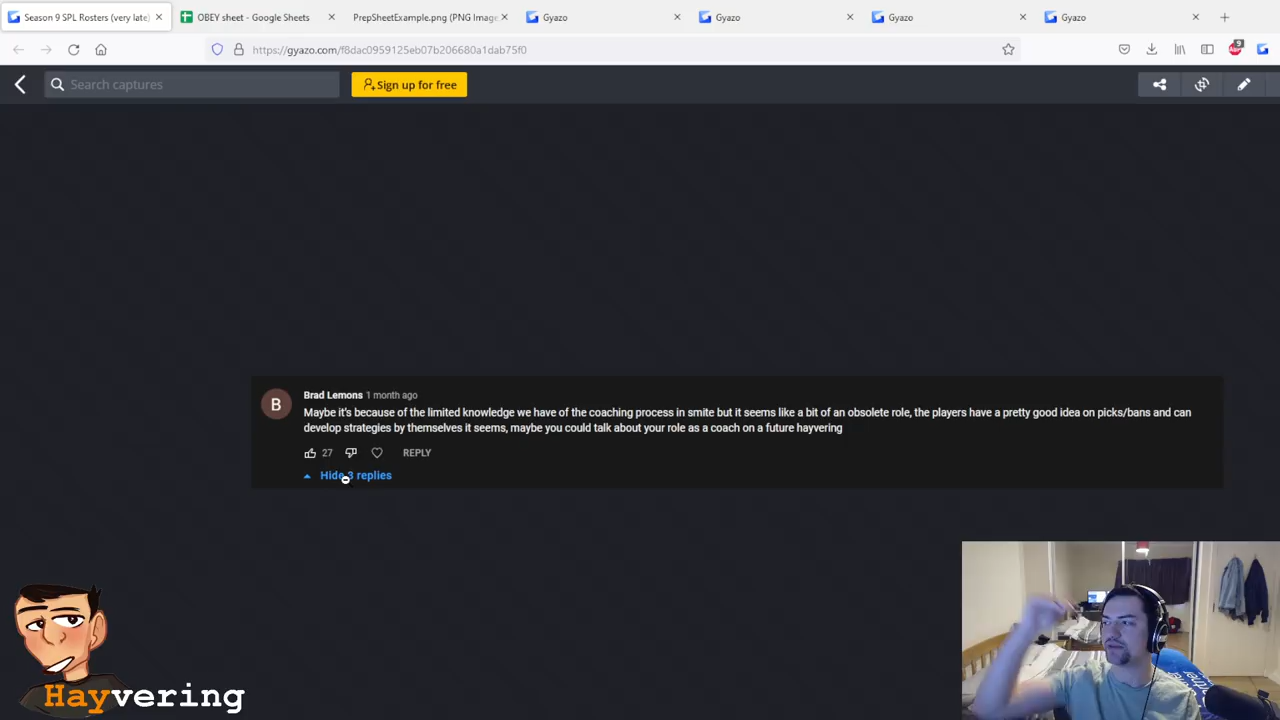 Season 9 SPL Rosters (very late)
OBEY sheet - Google Sheets
PrepSheetExample.png (PNG Image
Gyazo
Gyazo
Gyazo
Gyazo
https://gyazo.com/f8dac0959125eb07b206680a1dab75f0
9
Search captures
Sign up for free
B
Brad Lemons 1 month ago
Maybe it's because of the limited knowledge we have of the coaching process in smite but it seems like a bit of an obsolete role, the players have a pretty good idea on picks/bans and can
develop strategies by themselves it seems, maybe you could talk about your role as a coach on a future hayvering
27
REPLY
Hide 3 replies
Hayvering